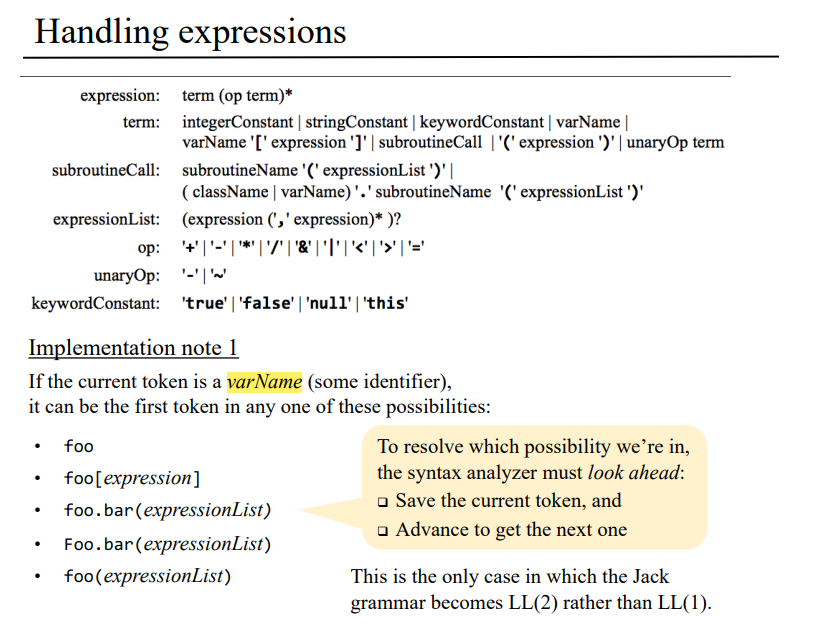 Handling expressions
expression: term (op term)*
term: integerConstant | stringConstant | keywordConstant | varName |
varName '[' expression ']' | subroutineCall | '(' expression ')' | unaryOp term
subroutineCall: subroutineName '(' expressionList ')' |
( className | varName) '.' subroutineName '(' expressionList ')'
expressionList: (expression (',' expression)* )?
op: '+' | '-' | '*' | '/' | '&' | '|' | '<' | '>' | '='
unaryOp: '-' | '~'
keywordConstant: 'true' | 'false' | 'null' | 'this'
Implementation note 1
If the current token is a varName (some identifier),
it can be the first token in any one of these possibilities:
• foo
• foo[expression]
• foo.bar(expressionList)
• Foo.bar(expressionList)
• foo(expressionList)
To resolve which possibility we're in,
the syntax analyzer must look ahead:
❑ Save the current token, and
❑ Advance to get the next one
This is the only case in which the Jack
grammar becomes LL(2) rather than LL(1).